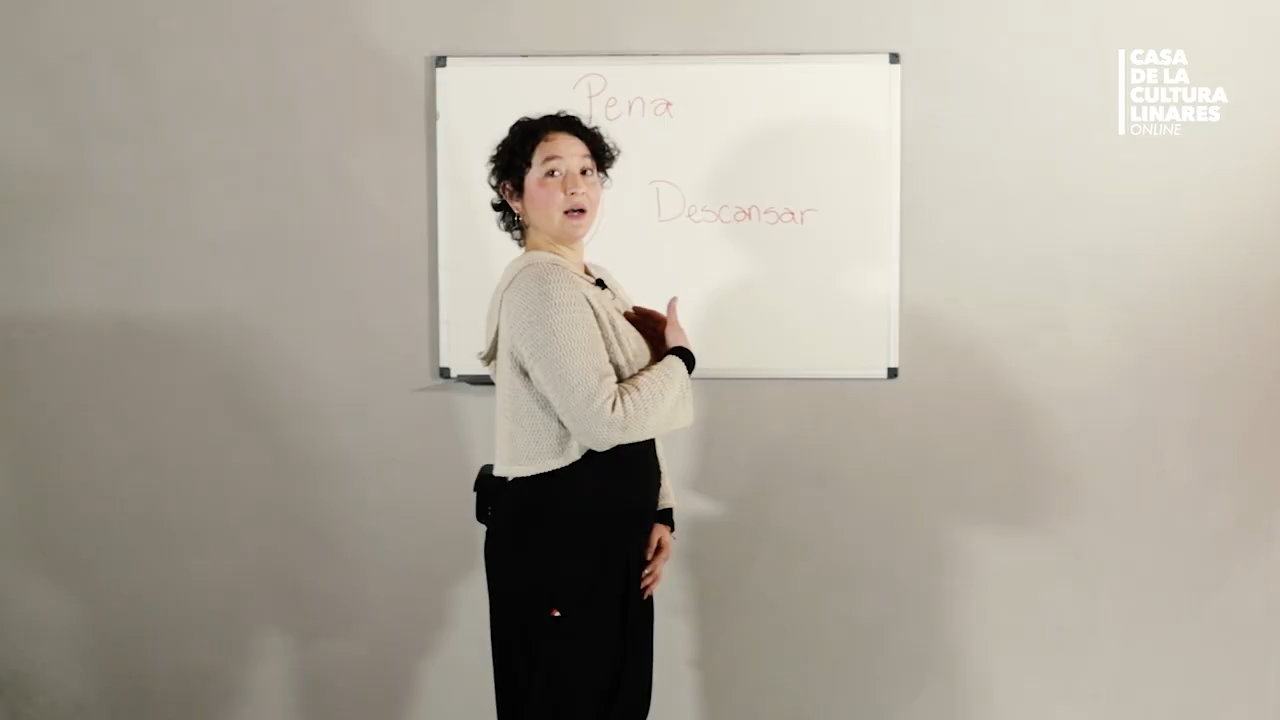 Pena
Descansar
CASA
DE LA
CULTURA
LINARES
ONLINE